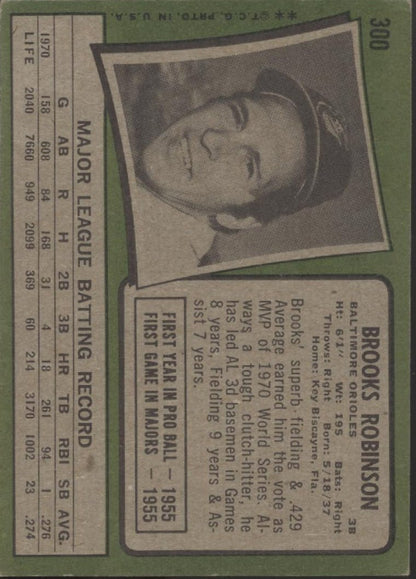 300
★★©T.C.G. PRTD. IN U.S.A.
BROOKS ROBINSON
BALTIMORE ORIOLES 3B
Ht: 6'1" Wt: 195 Bats: Right
Throws: Right Born: 5/18/37
Home: Key Biscayne, Fla.
Brooks' superb fielding & .429
Average earned him the vote as
MVP of 1970 World Series. Al-
ways a tough clutch-hitter, he
has led AL 3d basemen in Games
8 years, Fielding 9 years & As-
sist 7 years.
FIRST YEAR IN PRO BALL — 1955
FIRST GAME IN MAJORS — 1955
MAJOR LEAGUE BATTING RECORD
G AB R H 2B 3B HR TB RBI SB AVG.
1970 158 608 84 168 31 4 18 261 94 1 .276
LIFE 2040 7660 949 2099 369 60 214 3170 1002 23 .274